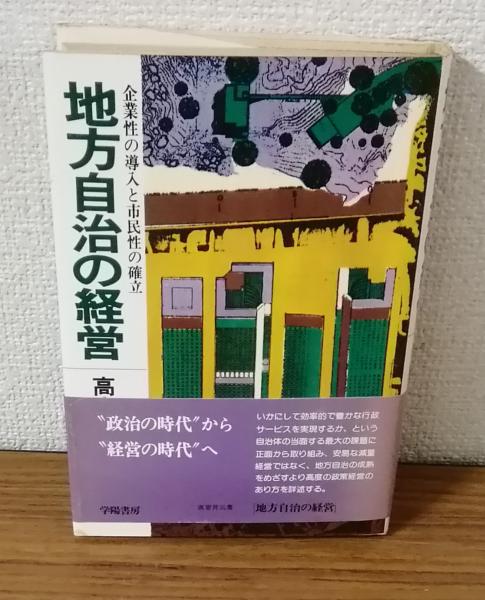 企業性の導入と市民性の確立
地方自治の経営
高
〝政治の時代〟から
〝経営の時代〟へ
いかにして効率的で豊かな行政
サービスを実現するか、という
自治体の当面する最大の課題に
正面から取り組み、安易な減量
経営ではなく、地方自治の成熟
をめざすより高度の政策経営の
あり方を詳述する。
学陽書房
高寄昇三著
[地方自治の経営]